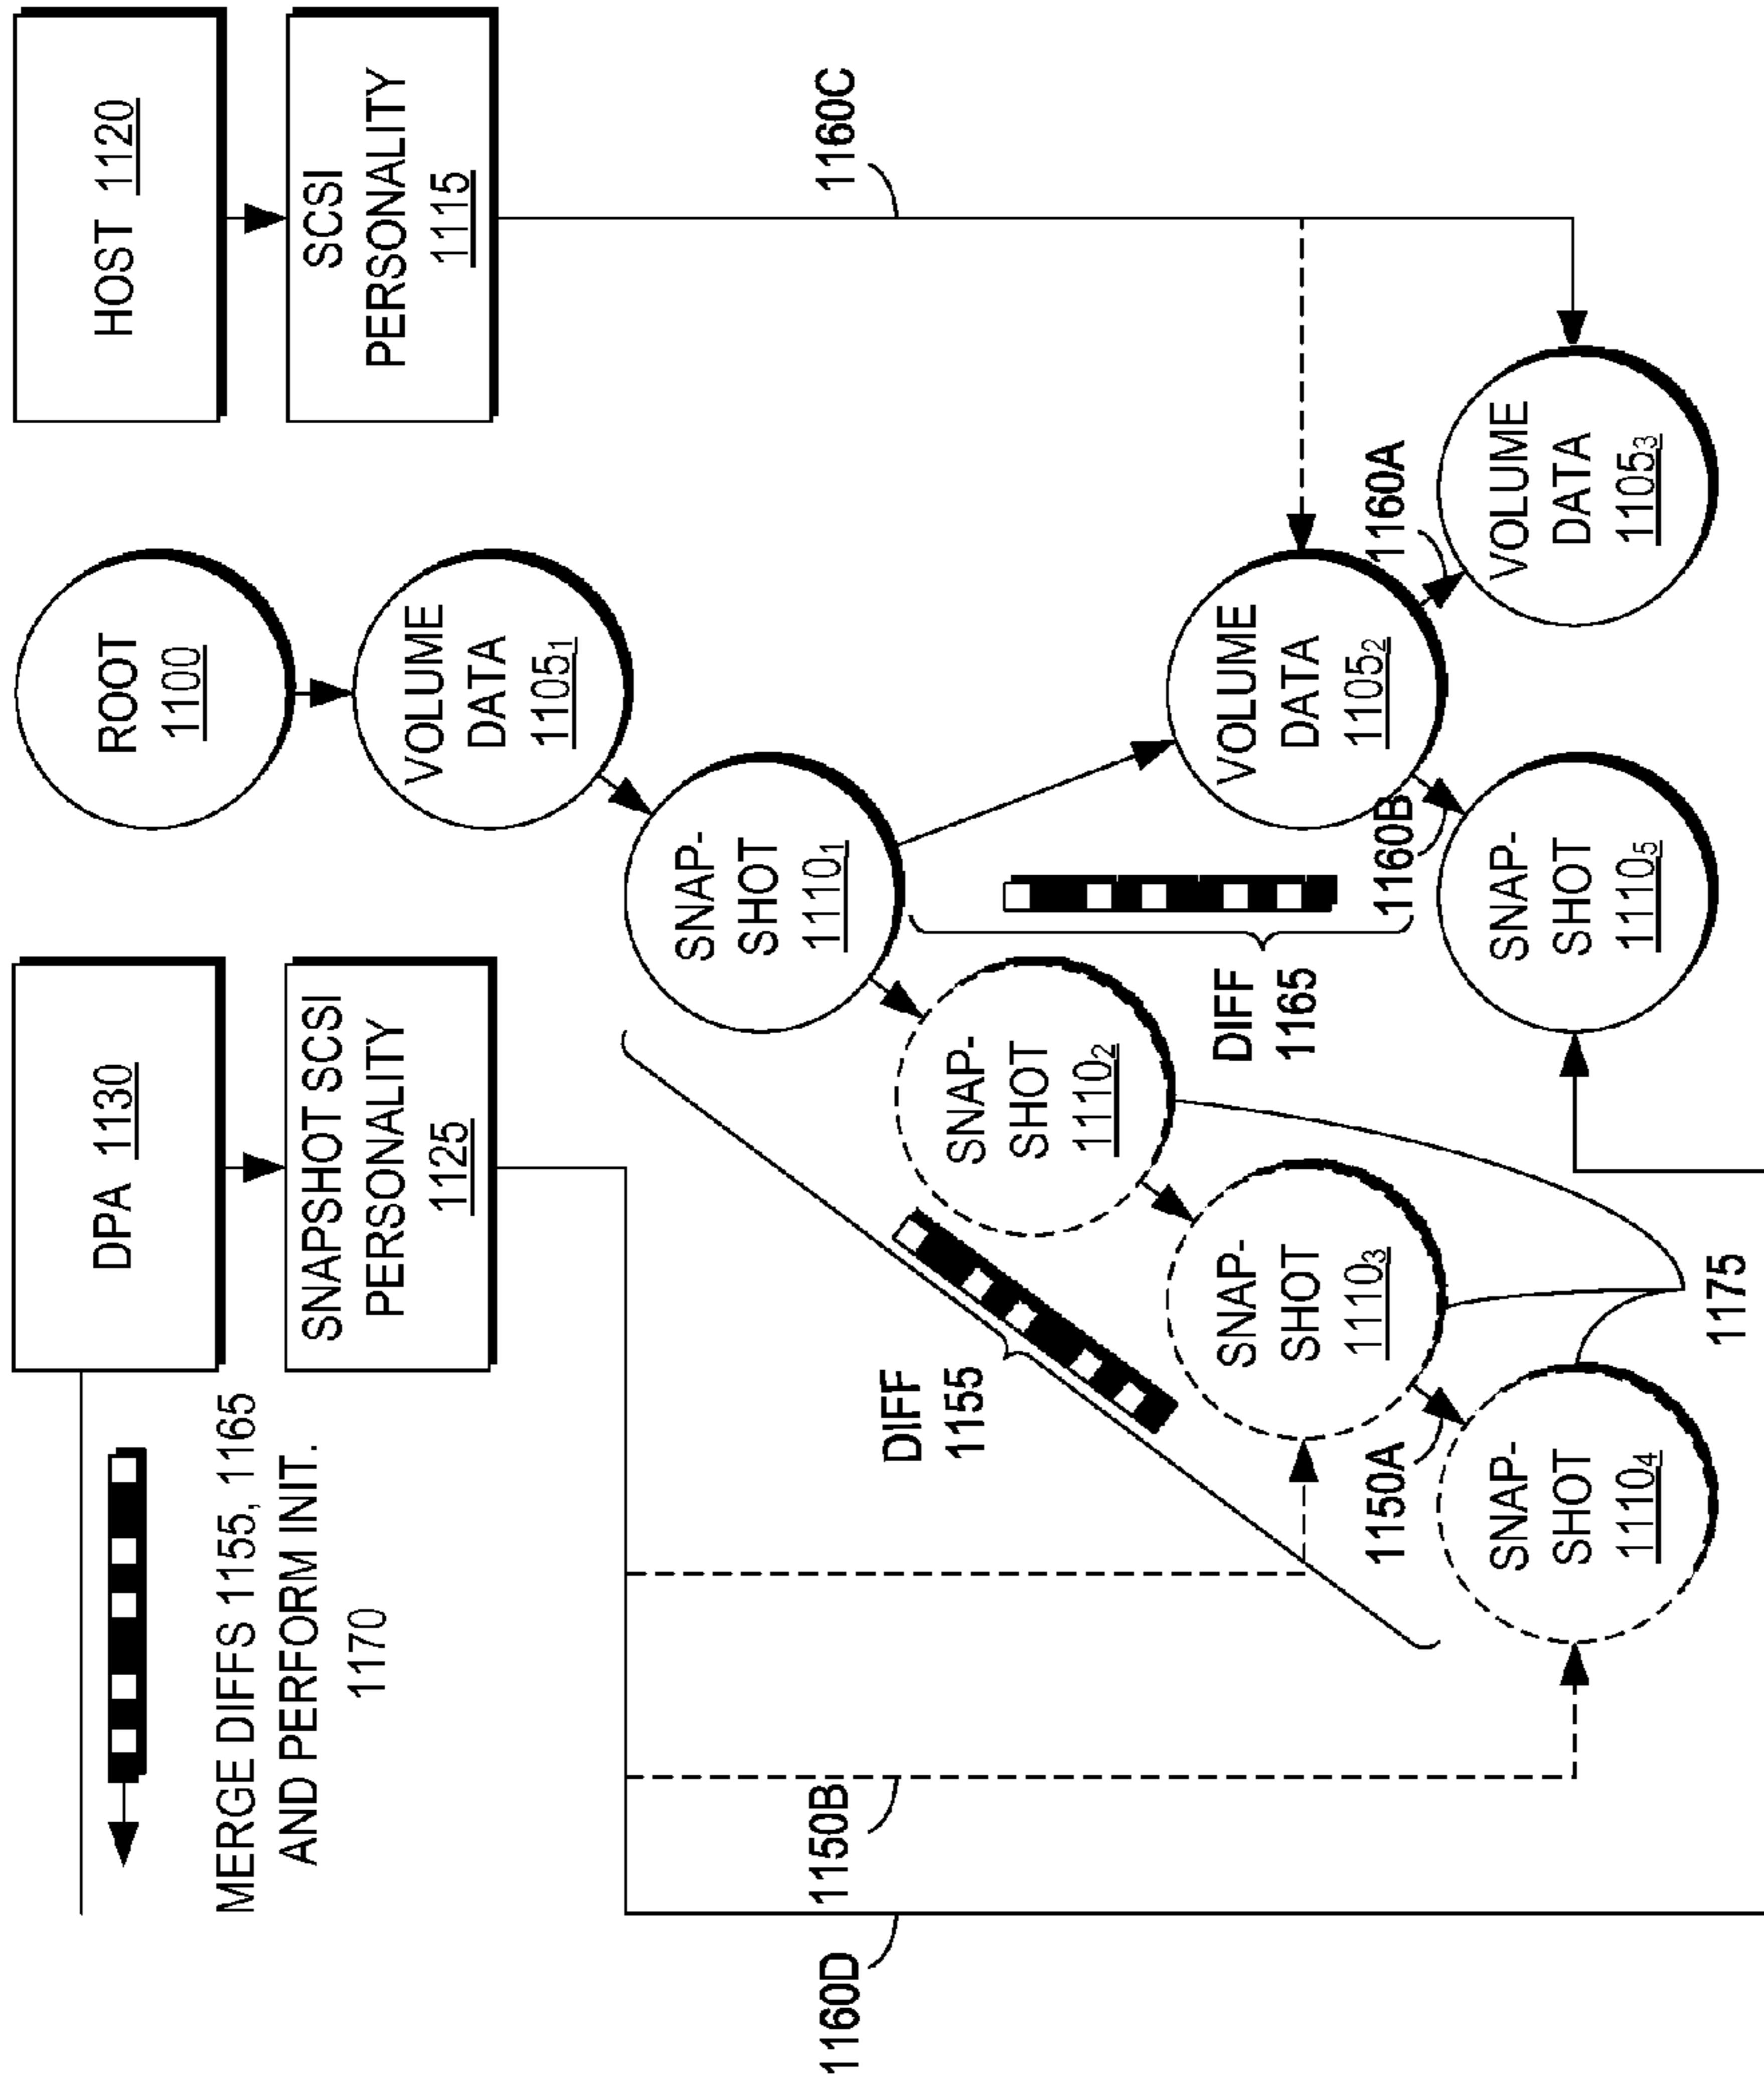 HOST 1120
SCSI
PERSONALITY
1115
1160C
ROOT
1100
VOLUME
DATA
1105₁
SNAP-
SHOT
1110₁
VOLUME
DATA
1105₂
1160A
VOLUME
DATA
1105₃
1160B
SNAP-
SHOT
1110₅
DIFF
1165
DPA 1130
SNAPSHOT SCSI
PERSONALITY
1125
SNAP-
SHOT
1110₂
SNAP-
SHOT
1110₃
DIFF
1155
1150A
SNAP-
SHOT
1110₄
1175
MERGE DIFFS 1155, 1165
AND PERFORM INIT.
1170
1150B
1160D